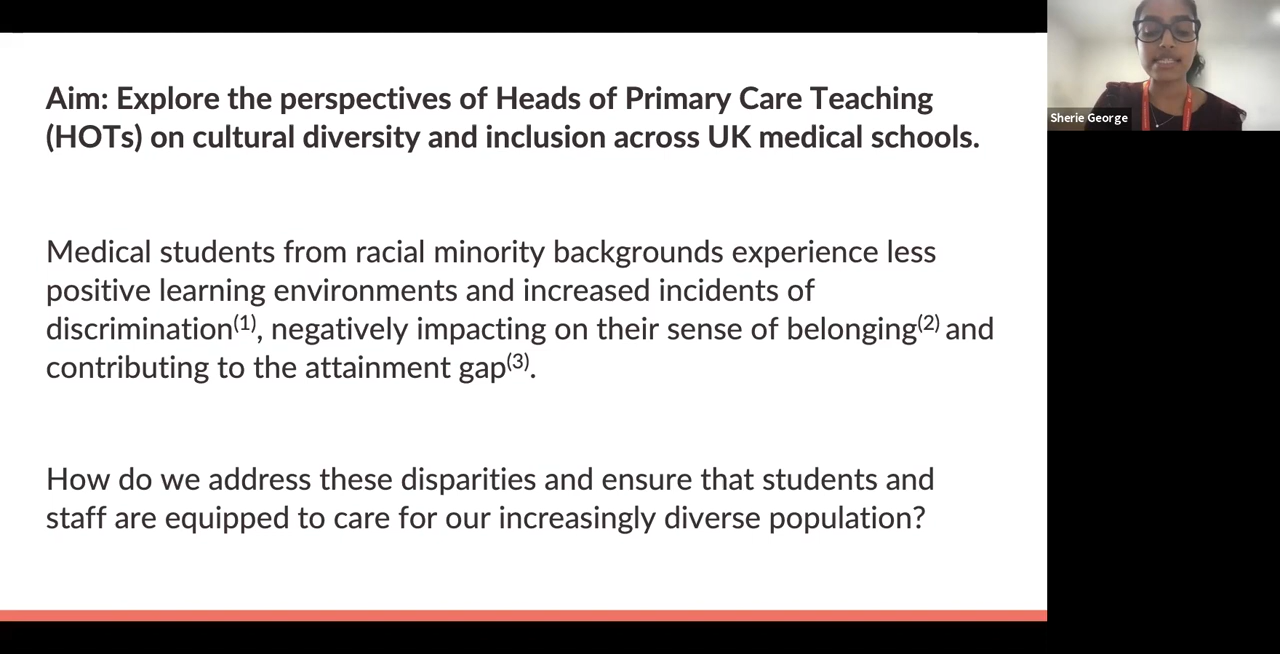 Aim: Explore the perspectives of Heads of Primary Care Teaching
(HOTs) on cultural diversity and inclusion across UK medical schools.
Medical students from racial minority backgrounds experience less
positive learning environments and increased incidents of
discrimination(1), negatively impacting on their sense of belonging(2) and
contributing to the attainment gap(3).
How do we address these disparities and ensure that students and
staff are equipped to care for our increasingly diverse population?
Sherie George